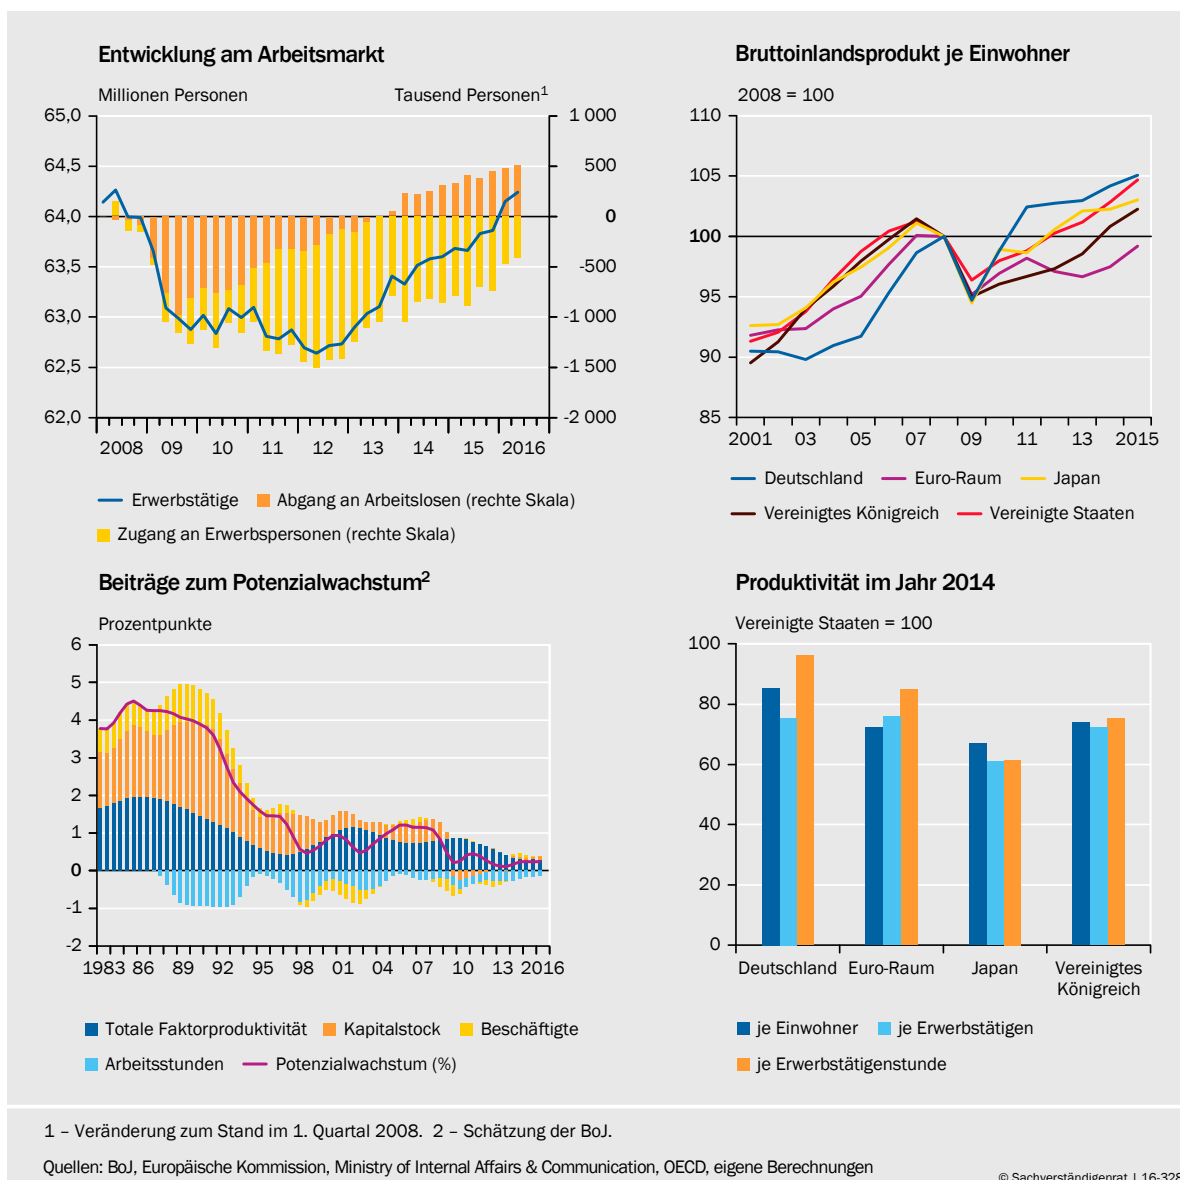 Entwicklung am Arbeitsmarkt
Millionen Personen Tausend Personen1
65,0 1 000
64,5 500
64,0 0
63,5 -500
63,0 -1 000
62,5 -1 500
62,0 -2 000
2008 09 10 11 12 13 14 15 2016
Erwerbstätige Abgang an Arbeitslosen (rechte Skala)
Zugang an Erwerbspersonen (rechte Skala)
Bruttoinlandsprodukt je Einwohner
2008 = 100
110
105
100
95
90
85
2001 03 05 07 09 11 13 2015
Deutschland Euro-Raum Japan
Vereinigtes Königreich Vereinigte Staaten
Beiträge zum Potenzialwachstum2
Prozentpunkte
6
5
4
3
2
1
0
-1
-2
1983 86 89 92 95 98 01 04 07 10 13 2016
Totale Faktorproduktivität Kapitalstock Beschäftigte
Arbeitsstunden Potenzialwachstum (%)
Produktivität im Jahr 2014
Vereinigte Staaten = 100
100
80
60
40
20
0
Deutschland Euro-Raum Japan Vereinigtes
Königreich
je Einwohner je Erwerbstätigen
je Erwerbstätigenstunde
1 – Veränderung zum Stand im 1. Quartal 2008. 2 – Schätzung der BoJ.
Quellen: BoJ, Europäische Kommission, Ministry of Internal Affairs & Communication, OECD, eigene Berechnungen
© Sachverständigenrat | 16-328